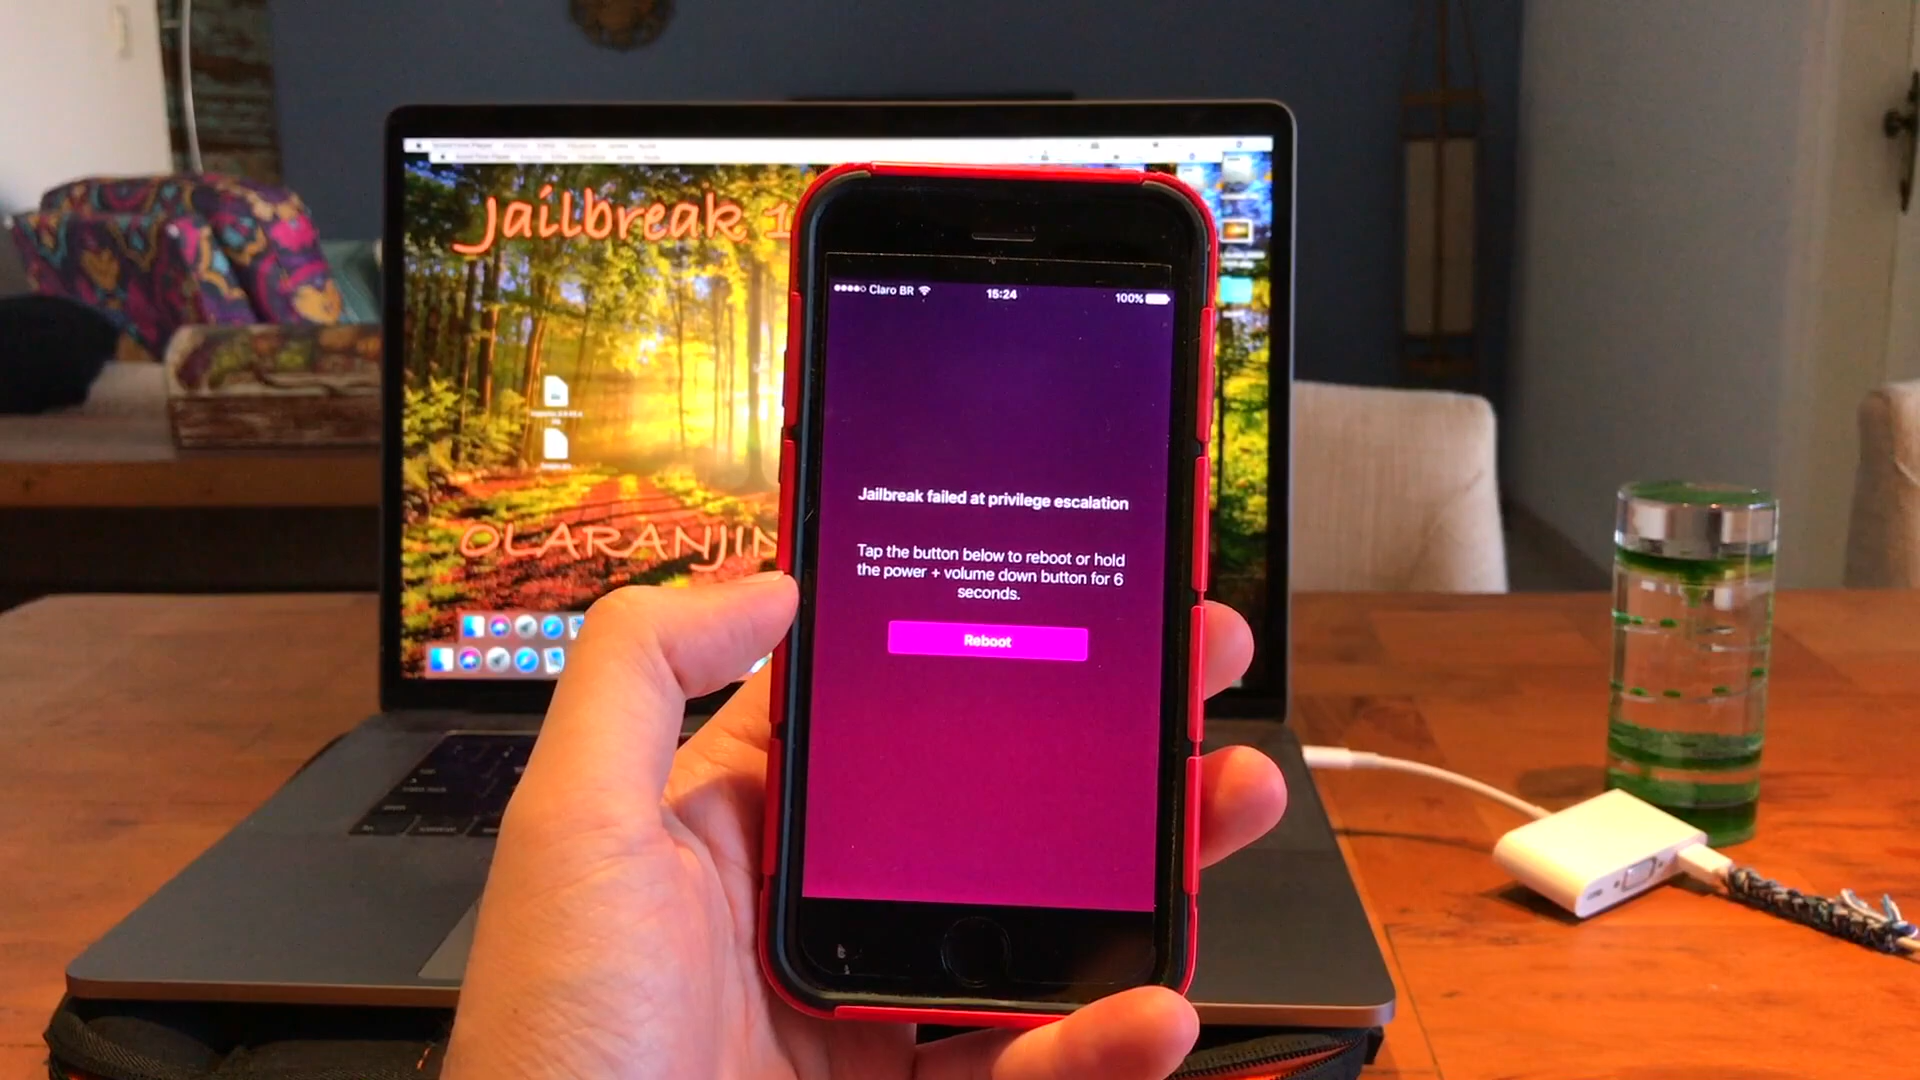 Jailbreak 1
OLARANJIN
Claro BR
15:24
100%
Jailbreak failed at privilege escalation
Tap the button below to reboot or hold
the power + volume down button for 6
seconds.
Reboot